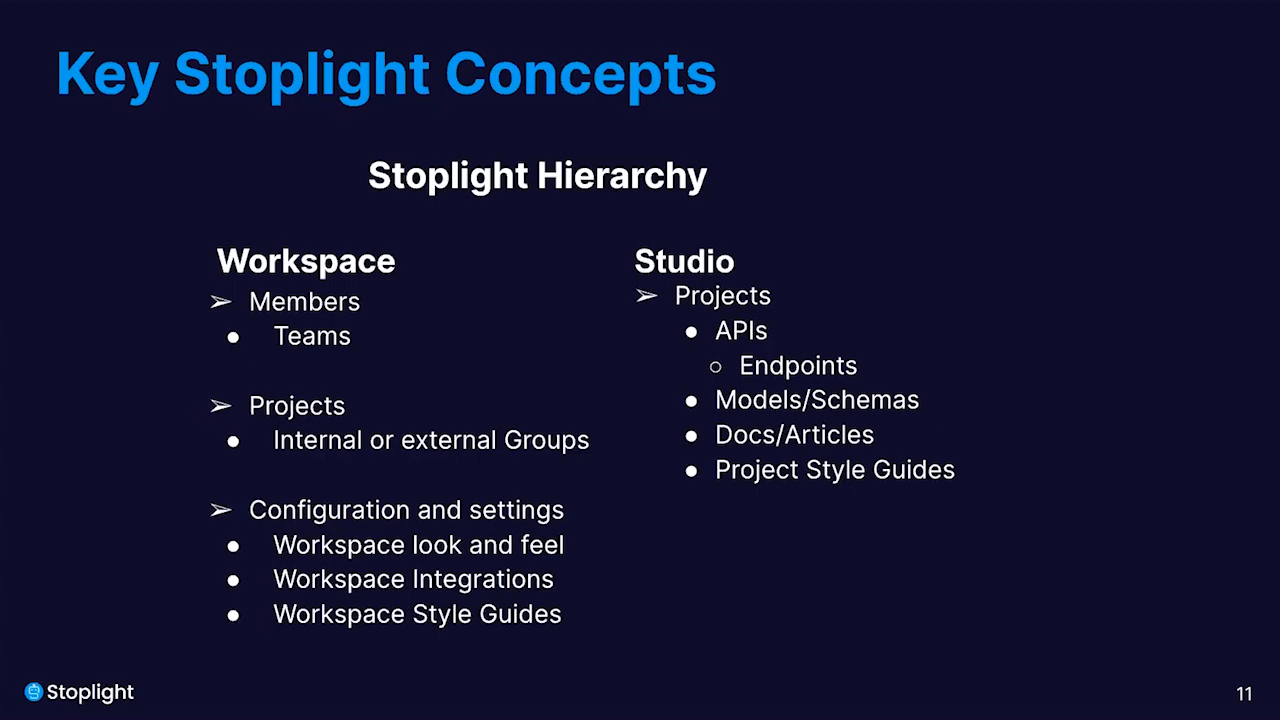 Key Stoplight Concepts
Stoplight Hierarchy
Workspace
➢ Members
● Teams
➢ Projects
● Internal or external Groups
➢ Configuration and settings
● Workspace look and feel
● Workspace Integrations
● Workspace Style Guides
Studio
➢ Projects
● APIs
○ Endpoints
● Models/Schemas
● Docs/Articles
● Project Style Guides
Stoplight
11